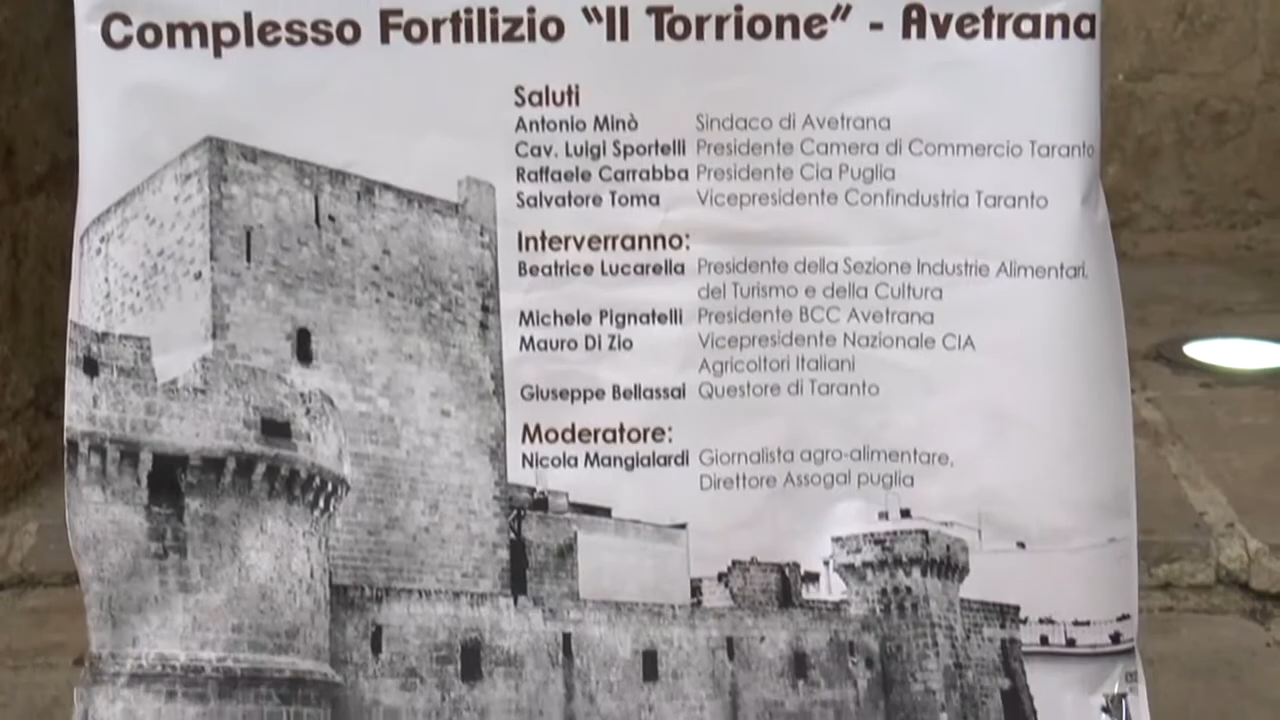 Complesso Fortilizio "Il Torrione" - Avetrana
Saluti
Antonio Minò Sindaco di Avetrana
Cav. Luigi Sportelli Presidente Camera di Commercio Taranto
Raffaele Carrabba Presidente Cia Puglia
Salvatore Toma Vicepresidente Confindustria Taranto
Interverranno:
Beatrice Lucarella Presidente della Sezione Industrie Alimentari,
del Turismo e della Cultura
Michele Pignatelli Presidente BCC Avetrana
Mauro Di Zio Vicepresidente Nazionale CIA
Agricoltori Italiani
Giuseppe Bellassai Questore di Taranto
Moderatore:
Nicola Mangialardi Giornalista agro-alimentare,
Direttore Assogal puglia